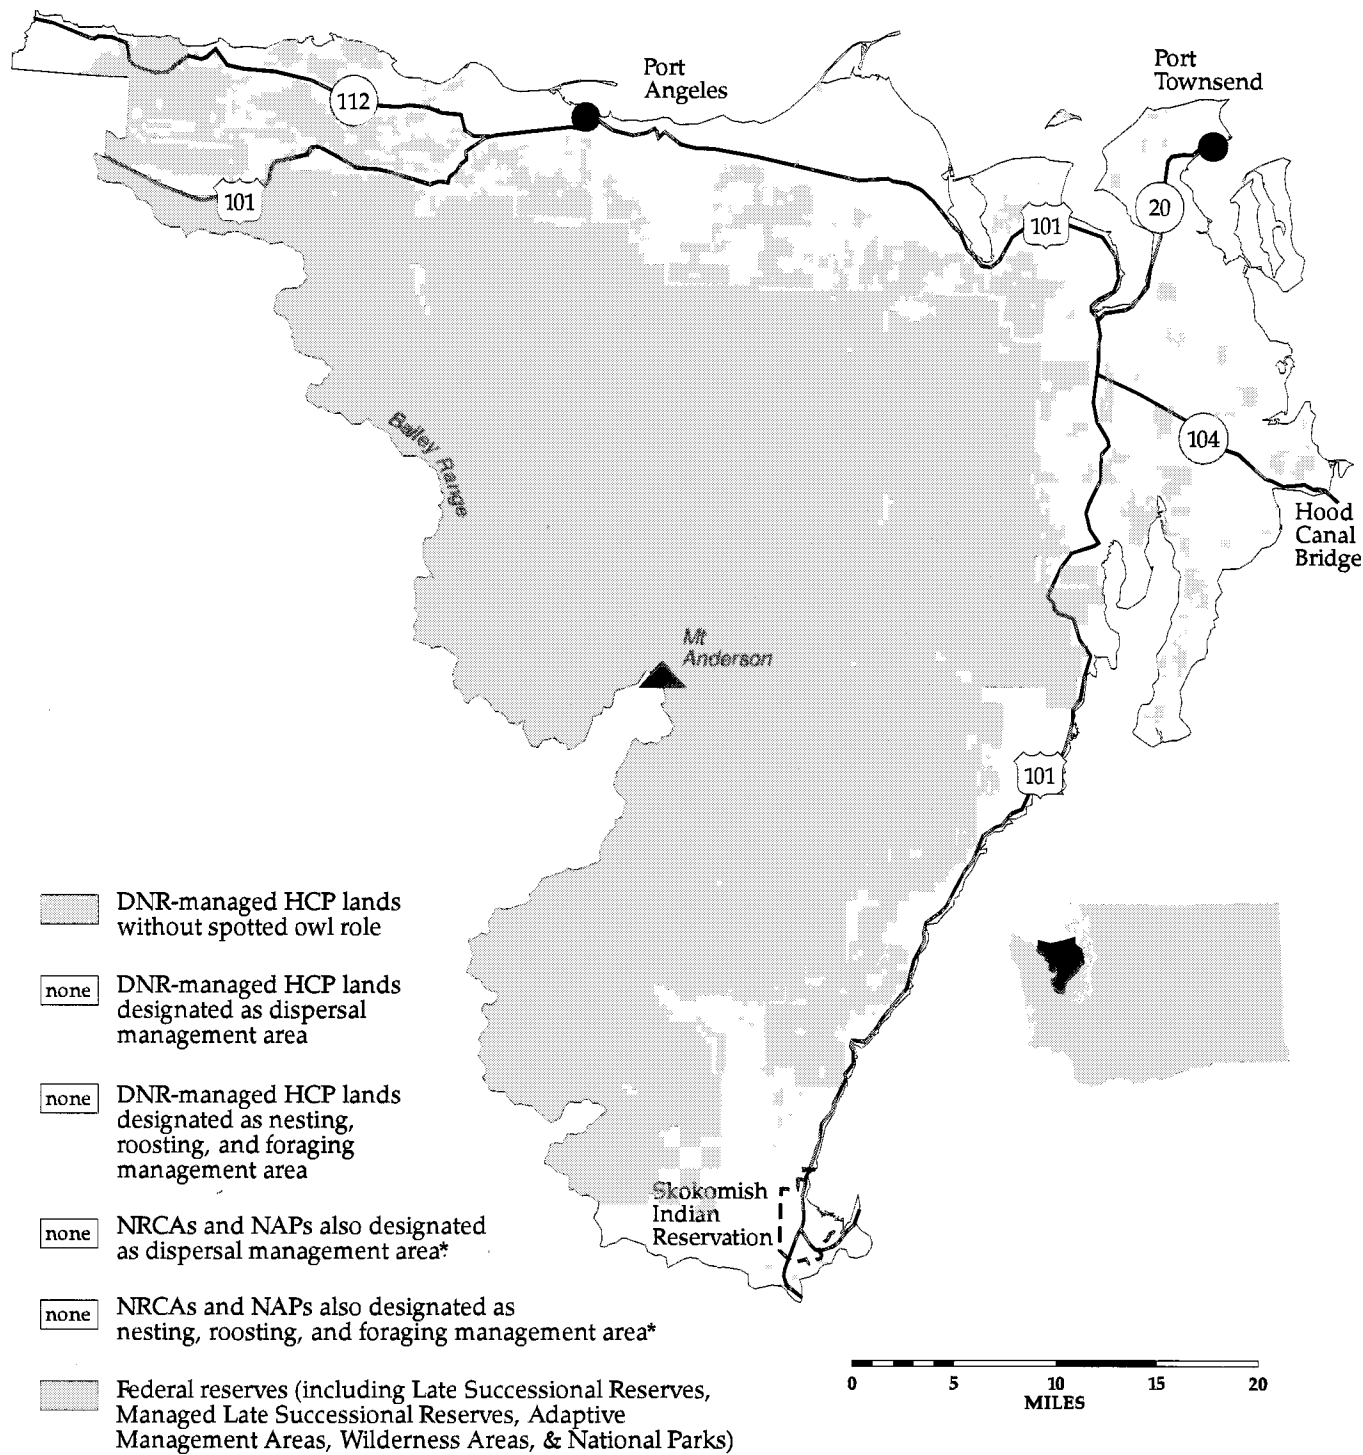 Port
Angeles
Port
Townsend
112
101
20
101
104
Bailey Range
Hood
Canal
Bridge
Mt
Anderson
101
DNR-managed HCP lands
without spotted owl role
none
DNR-managed HCP lands
designated as dispersal
management area
none
DNR-managed HCP lands
designated as nesting,
roosting, and foraging
management area
Skokomish
Indian
Reservation
none
NRCAs and NAPs also designated
as dispersal management area*
none
NRCAs and NAPs also designated as
nesting, roosting, and foraging management area*
Federal reserves (including Late Successional Reserves,
Managed Late Successional Reserves, Adaptive
Management Areas, Wilderness Areas, & National Parks)
0 5 10 15 20
MILES